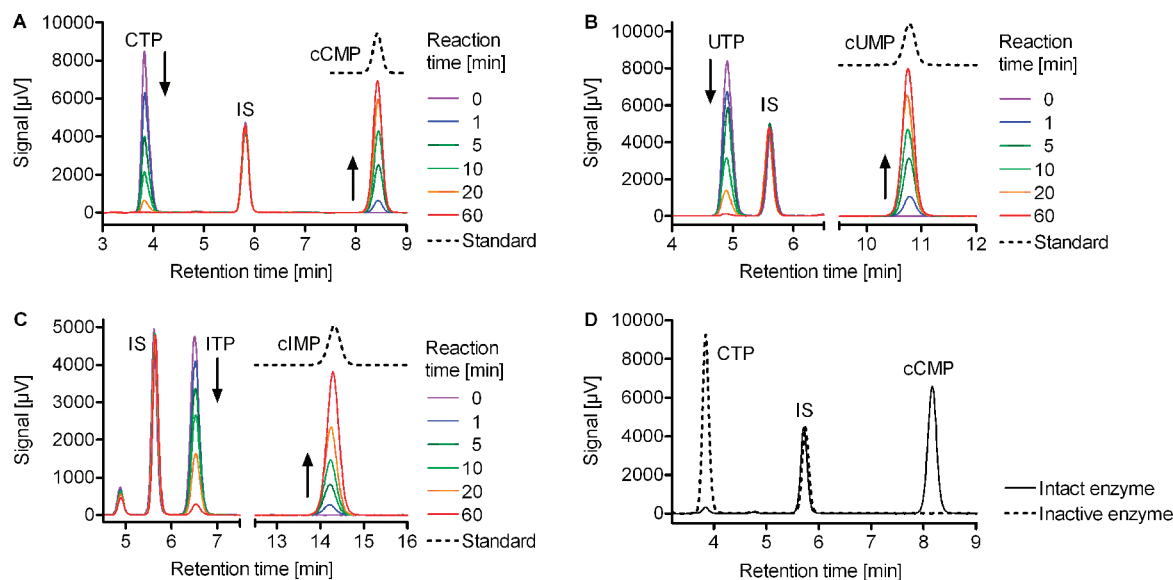 A
10000
8000
6000
4000
2000
0
Signal [µV]
CTP
IS
cCMP
3 4 5 6 7 8 9
Retention time [min]
Reaction
time [min]
0
1
5
10
20
60
Standard
B
10000
8000
6000
4000
2000
0
Signal [µV]
UTP
IS
cUMP
4 5 6 10 11 12
Retention time [min]
Reaction
time [min]
0
1
5
10
20
60
Standard
C
5000
4000
3000
2000
1000
0
Signal [µV]
IS
ITP
cIMP
5 6 7 13 14 15 16
Retention time [min]
Reaction
time [min]
0
1
5
10
20
60
Standard
D
10000
8000
6000
4000
2000
0
Signal [µV]
CTP
IS
cCMP
4 5 6 7 8 9
Retention time [min]
Intact enzyme
Inactive enzyme